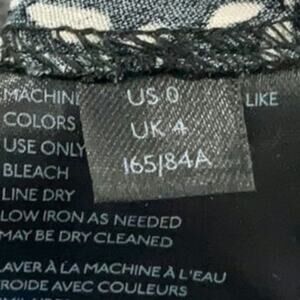 US 0
UK 4
165/84A
MACHINE LIKE
COLORS
USE ONLY
BLEACH
LINE DRY
LOW IRON AS NEEDED
MAY BE DRY CLEANED
LAVER À LA MACHINE À L'EAU
FROIDE AVEC COULEURS